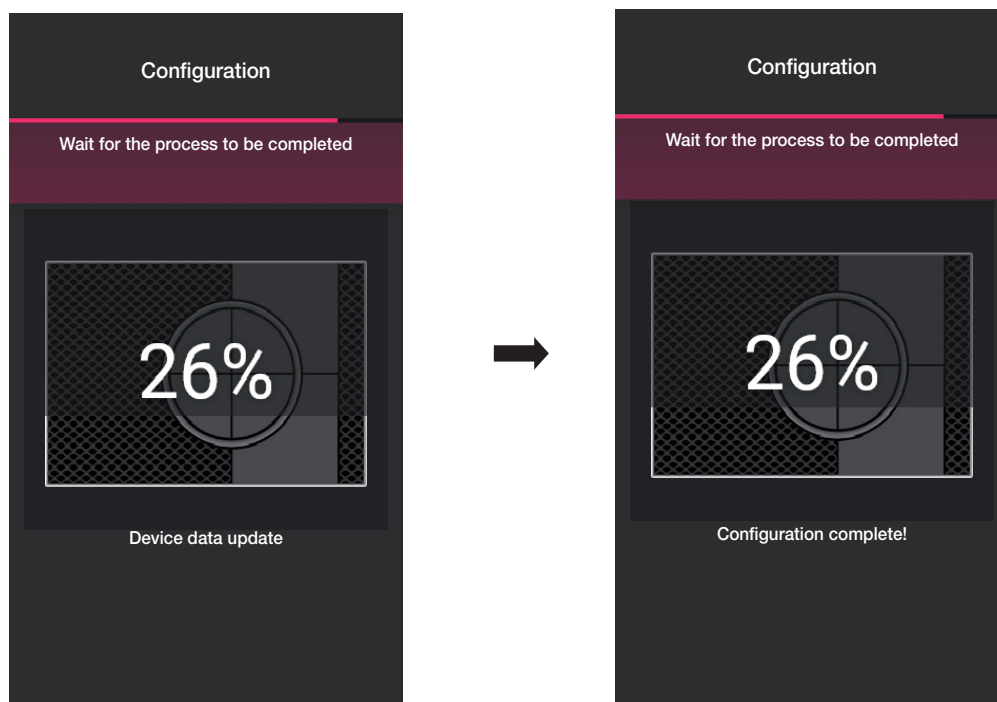 Configuration
Wait for the process to be completed
26%
Device data update
Configuration
Wait for the process to be completed
26%
Configuration complete!